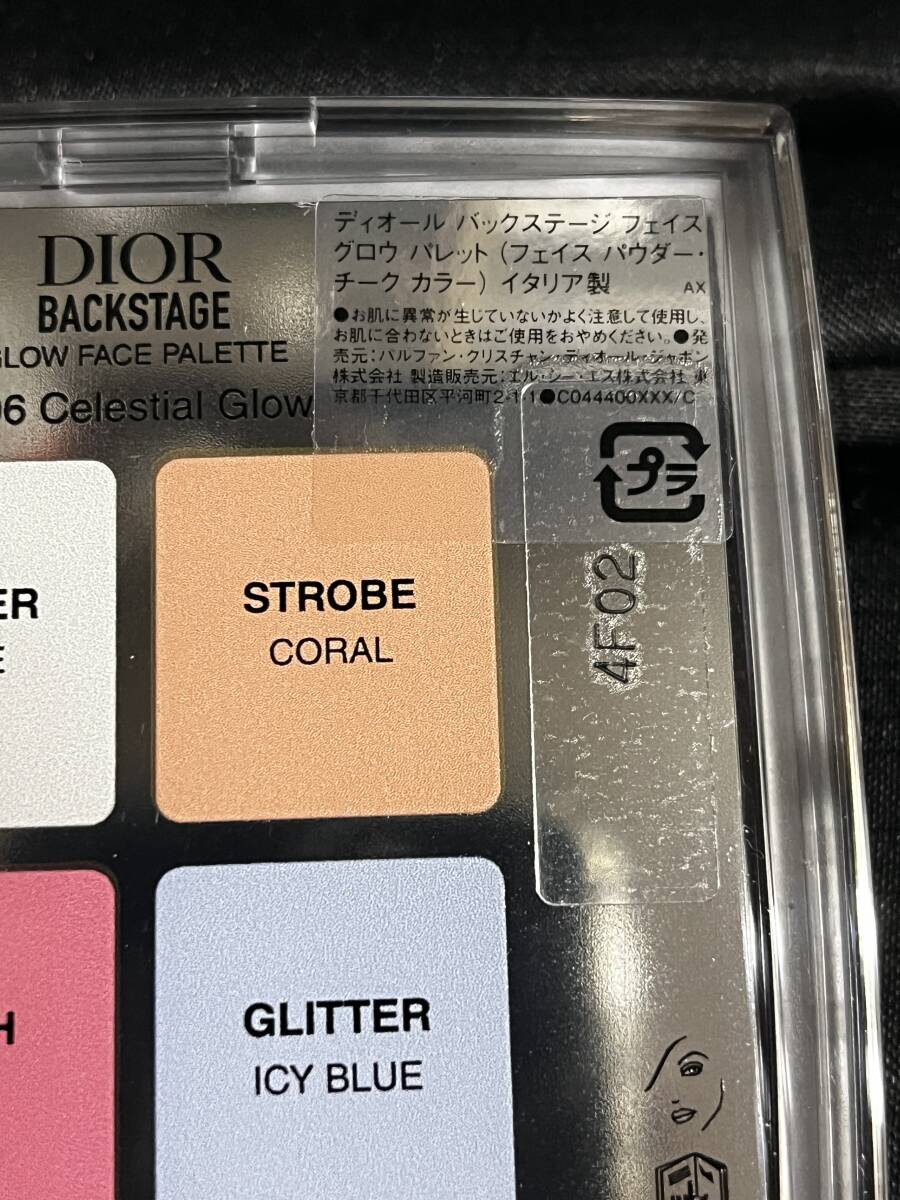 DIOR
BACKSTAGE
GLOW FACE PALETTE
06 Celestial Glow
ディオール バックステージ フェイス
グロウ パレット (フェイス パウダー・
チーク カラー) イタリア製 AX
●お肌に異常が生じていないかよく注意して使用し、
お肌に合わないときはご使用をおやめください。●発
売元:パルファン・クリスチャン・ディオール・ジャポン
株式会社 製造販売元:エル・シー・エス株式会社 東
京都千代田区平河町2-1-1●C044400XXX/C
プラ
4F02
ER
E
STROBE
CORAL
H
GLITTER
ICY BLUE